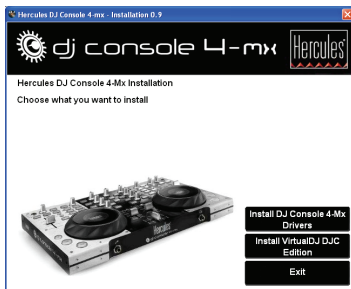 Hercules DJ Console 4-mx - Installation 0.9
dj console 4-mx
Hercules
Hercules DJ Console 4-Mx Installation
Choose what you want to install
Install DJ Console 4-Mx
Drivers
Install VirtualDJ DJC
Edition
Exit